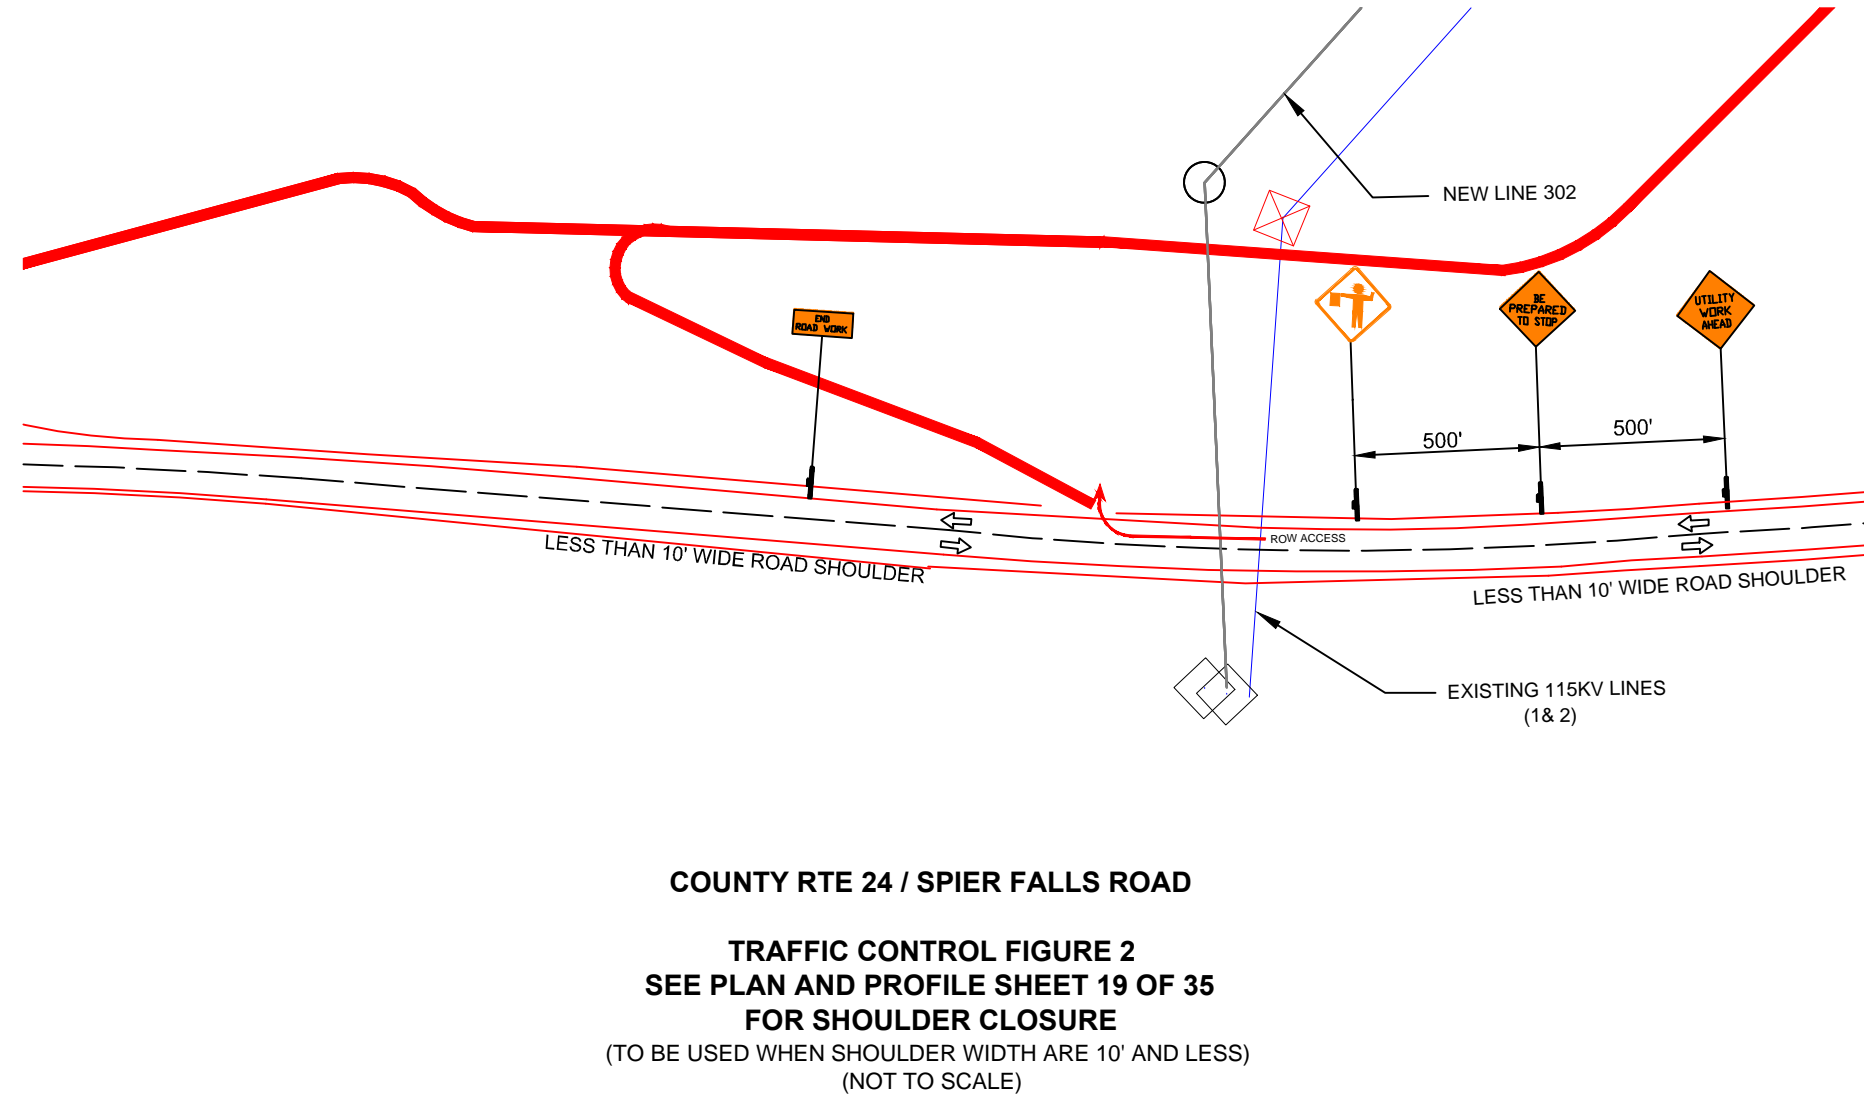 NEW LINE 302
END
ROAD WORK
BE
PREPARED
TO STOP
UTILITY
WORK
AHEAD
500'
500'
ROW ACCESS
LESS THAN 10' WIDE ROAD SHOULDER
LESS THAN 10' WIDE ROAD SHOULDER
EXISTING 115KV LINES
(1& 2)
COUNTY RTE 24 / SPIER FALLS ROAD
TRAFFIC CONTROL FIGURE 2
SEE PLAN AND PROFILE SHEET 19 OF 35
FOR SHOULDER CLOSURE
(TO BE USED WHEN SHOULDER WIDTH ARE 10' AND LESS)
(NOT TO SCALE)